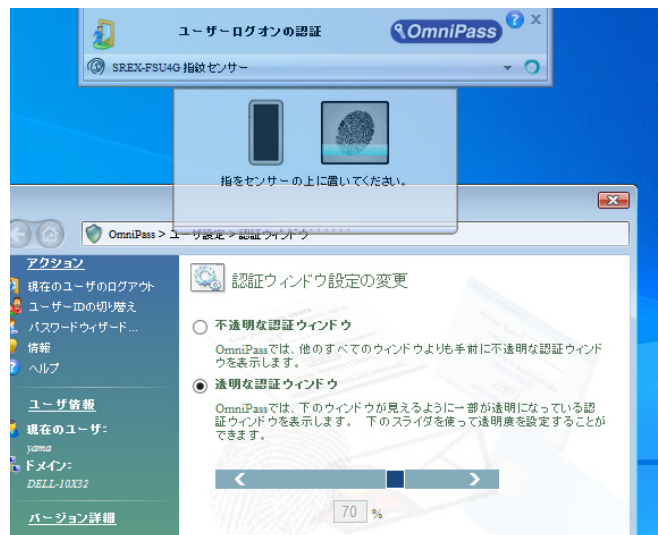 ユーザーログオンの認証
OmniPass
? x
SREX-FSU4G 指紋センサー
指をセンサーの上に置いてください。
OmniPass > ユーザ設定 > 認証ウィンドウ
アクション
現在のユーザのログアウト
ユーザーIDの切り替え
パスワードウィザード...
情報
ヘルプ
ユーザ情報
現在のユーザ:
yama
ドメイン:
DELL-10X32
バージョン詳細
認証ウィンドウ設定の変更
不透明な認証ウィンドウ
OmniPassでは、他のすべてのウィンドウよりも手前に不透明な認証ウィンド
ウを表示します。
透明な認証ウィンドウ
OmniPassでは、下のウィンドウが見えるように一部が透明になっている認
証ウィンドウを表示します。 下のスライダを使って透明度を設定することが
できます。
70 %